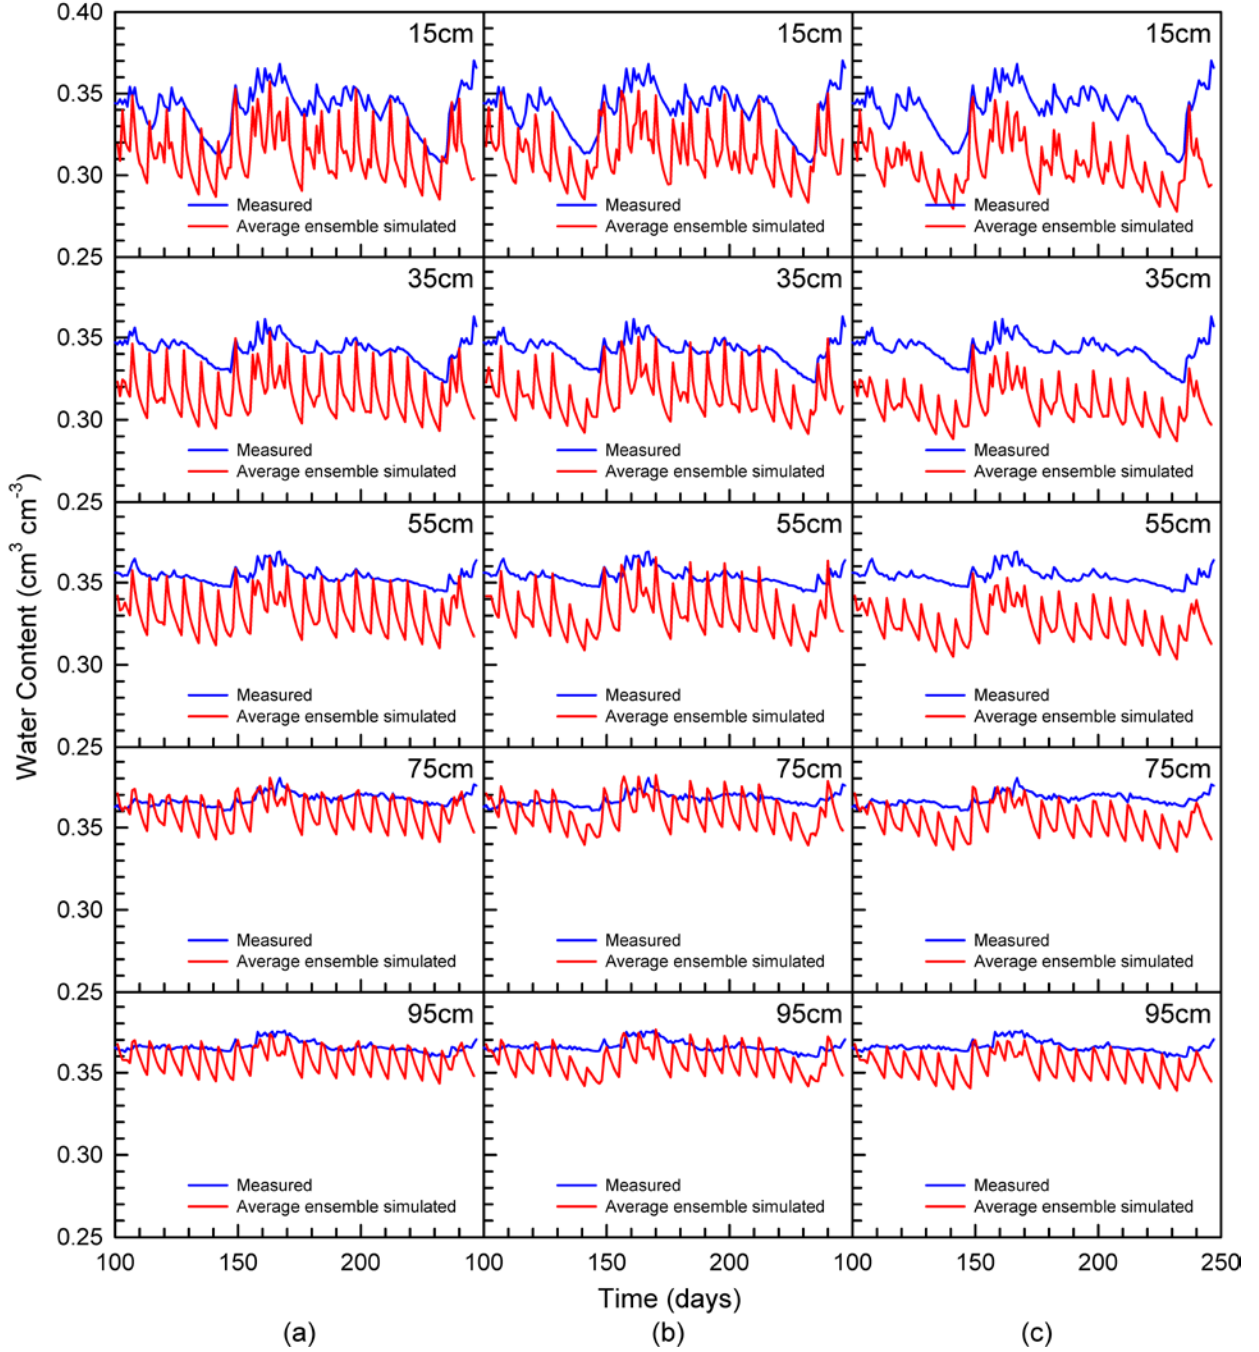 0.40
15cm
15cm
15cm
0.35
0.30
Measured
Average ensemble simulated
Measured
Average ensemble simulated
Measured
Average ensemble simulated
0.25
35cm
35cm
35cm
0.35
0.30
Measured
Average ensemble simulated
Measured
Average ensemble simulated
Measured
Average ensemble simulated
0.25
55cm
55cm
55cm
0.35
0.30
Measured
Average ensemble simulated
Measured
Average ensemble simulated
Measured
Average ensemble simulated
0.25
Water Content (cm³ cm⁻³)
75cm
75cm
75cm
0.35
0.30
Measured
Average ensemble simulated
Measured
Average ensemble simulated
Measured
Average ensemble simulated
0.25
95cm
95cm
95cm
0.35
0.30
Measured
Average ensemble simulated
Measured
Average ensemble simulated
Measured
Average ensemble simulated
0.25
100 150 200 100 150 200 100 150 200 250
Time (days)
(a) (b) (c)